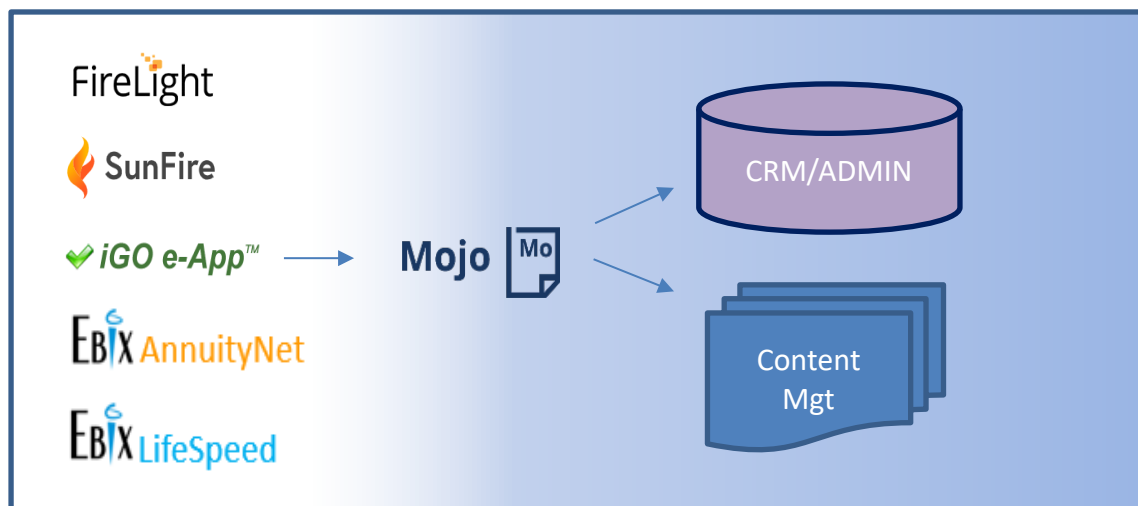 FireLight
SunFire
iGO e-App™
EBIX AnnuityNet
EBIX LifeSpeed
Mojo
Mo
CRM/ADMIN
Content
Mgt